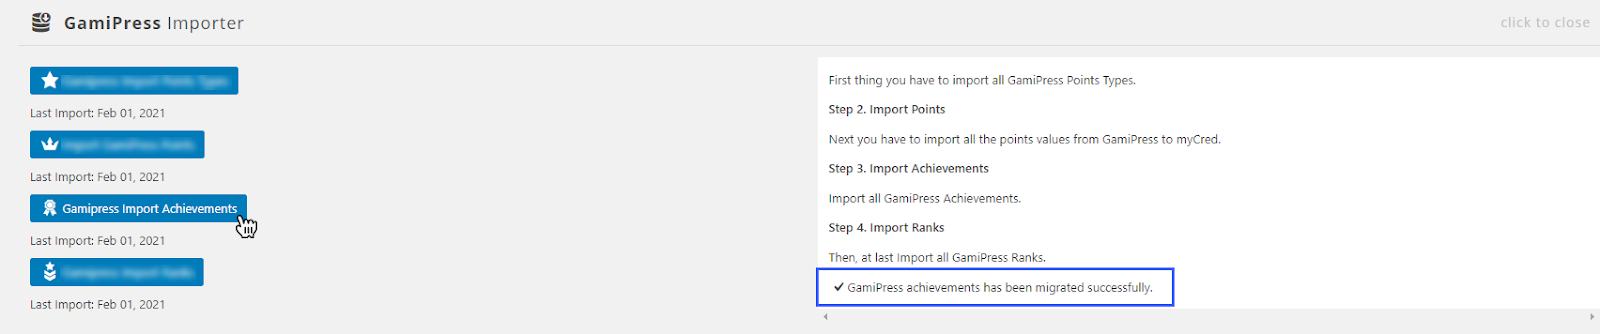 GamiPress Importer
click to close
Last Import: Feb 01, 2021
Last Import: Feb 01, 2021
Gamipress Import Achievements
Last Import: Feb 01, 2021
Last Import: Feb 01, 2021
First thing you have to import all GamiPress Points Types.
Step 2. Import Points
Next you have to import all the points values from GamiPress to myCred.
Step 3. Import Achievements
Import all GamiPress Achievements.
Step 4. Import Ranks
Then, at last Import all GamiPress Ranks.
✔ GamiPress achievements has been migrated successfully.